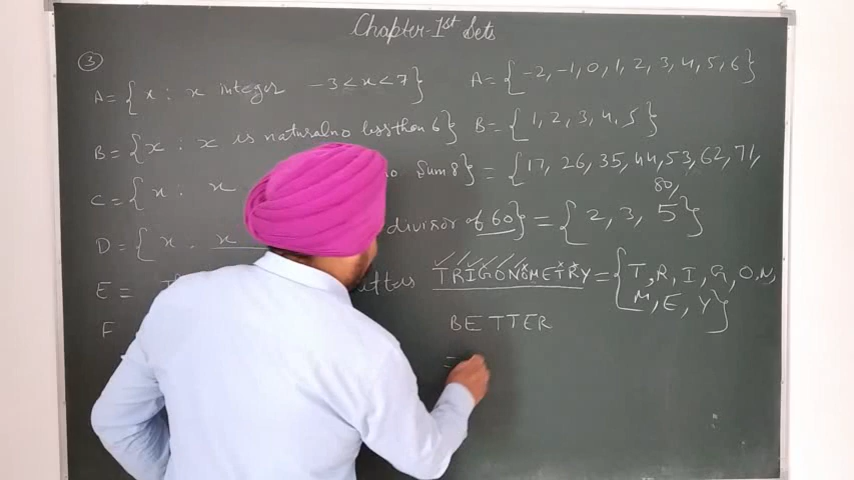 Chapter-1st Sets
③
A = { x : x integer -3 < x < 7 } A = { -2, -1, 0, 1, 2, 3, 4, 5, 6 }
B = { x : x is natural no less than 6 } B = { 1, 2, 3, 4, 5 }
C = { x : x no. Sum 8 } = { 17, 26, 35, 44, 53, 62, 71,
80,
D = { x . x divisor of 60 } = { 2, 3, 5 }
E = TRIGONOMETRY = { T, R, I, G, O, N,
M, E, Y }
F BETTER
=